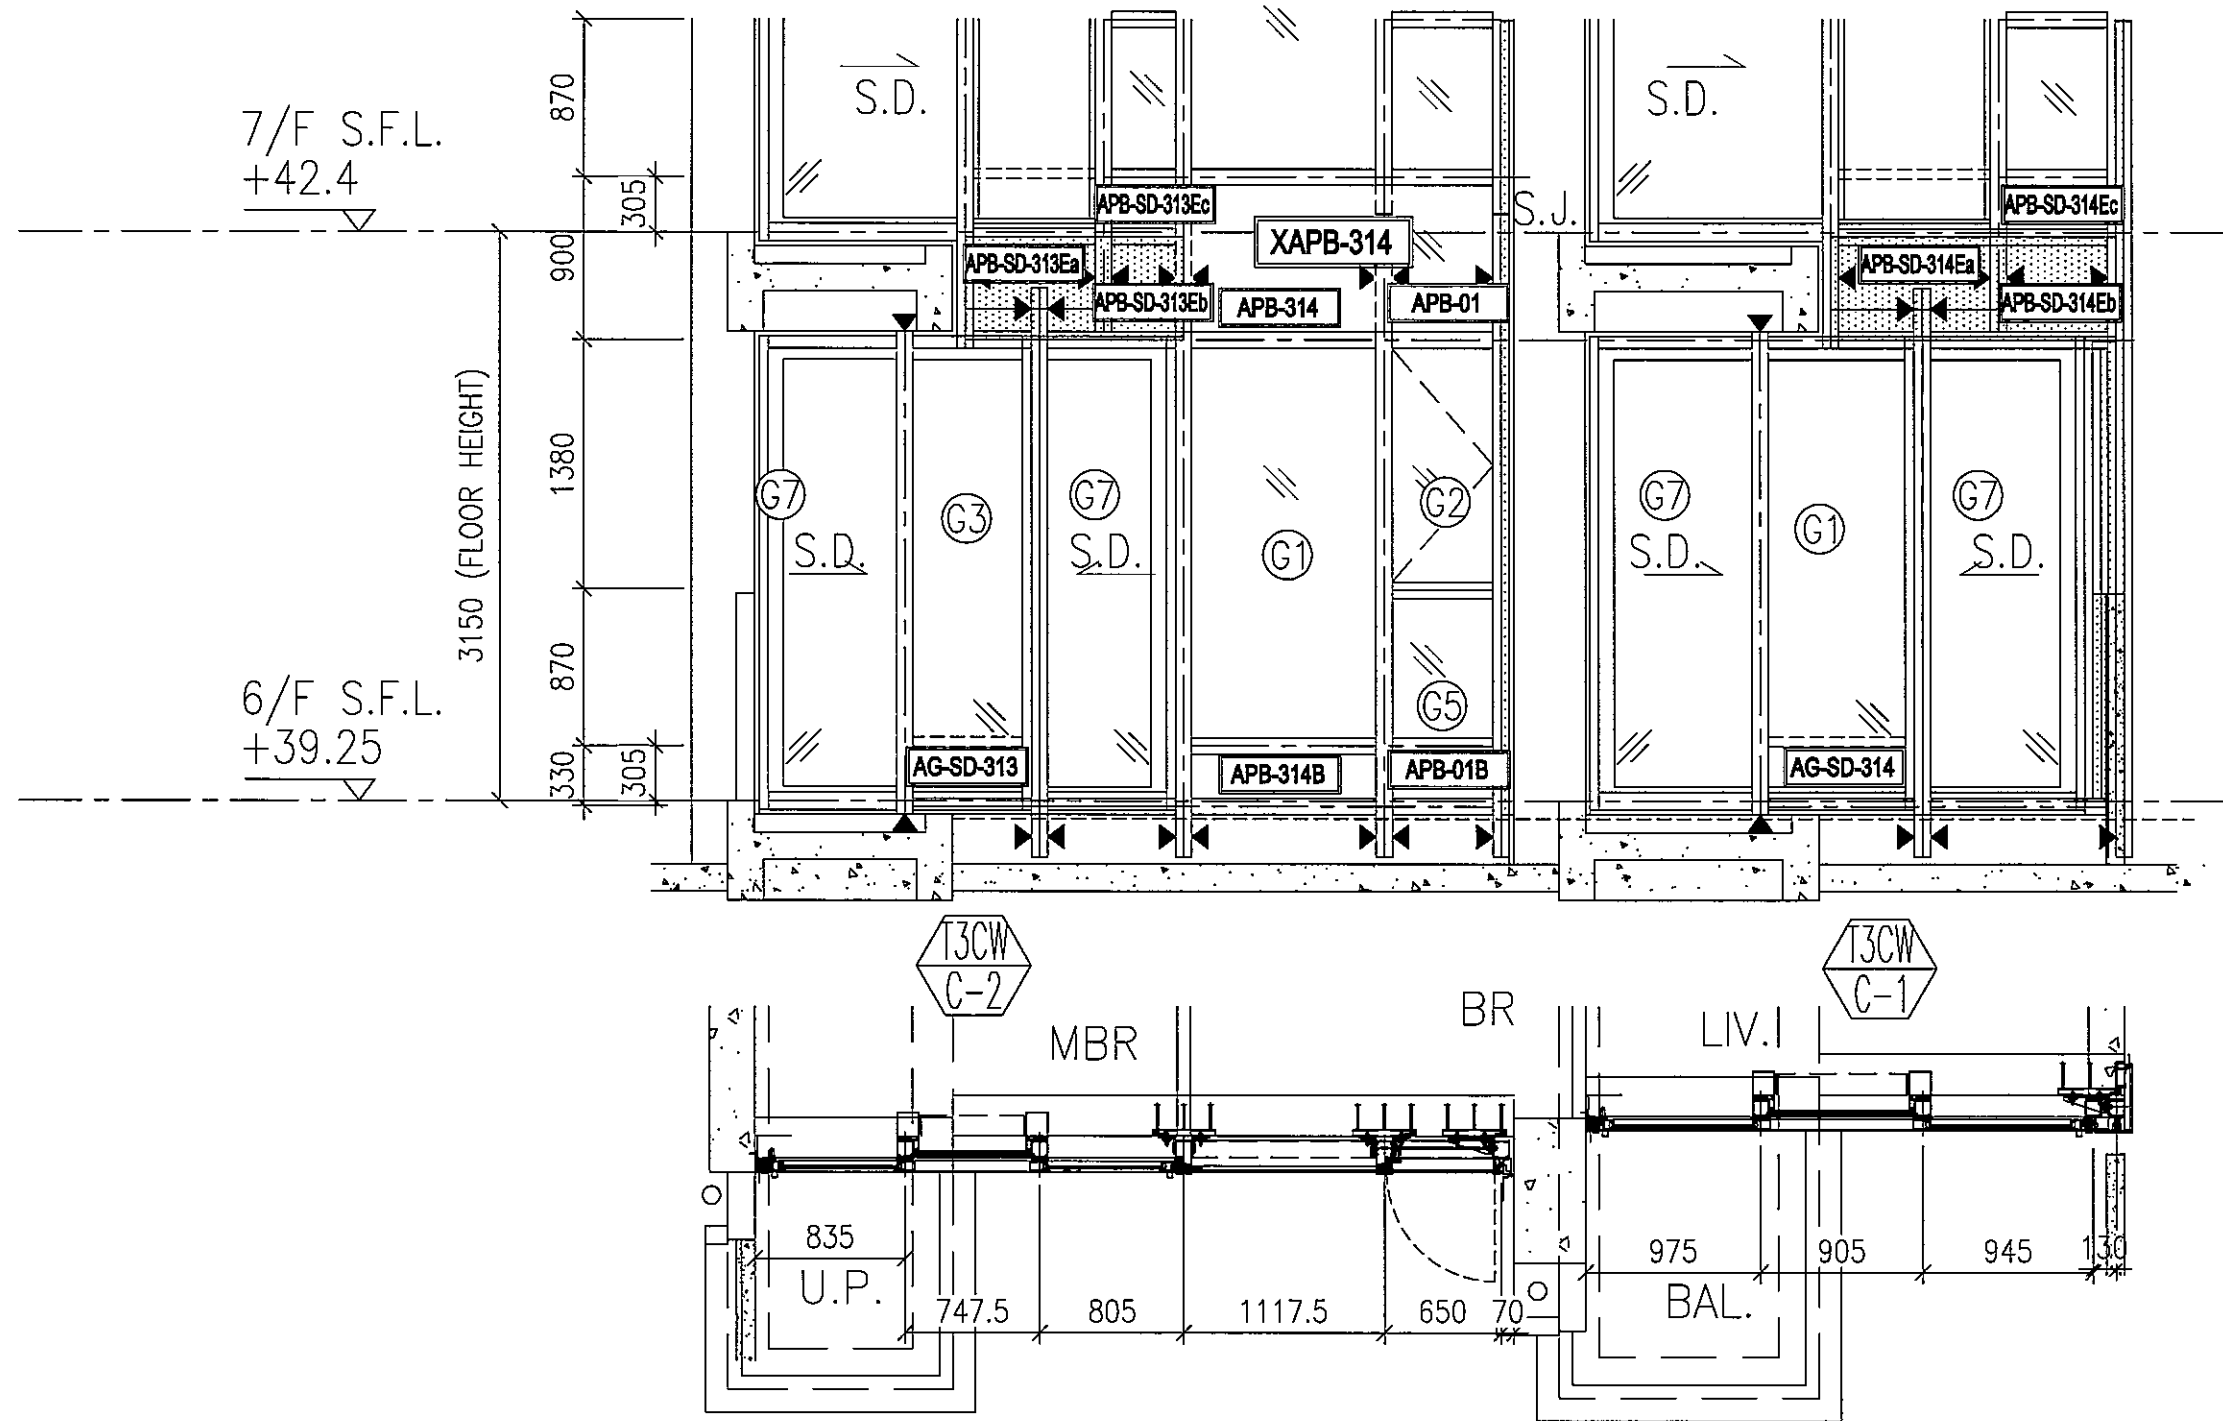 870
S.D.
S.D.
7/F S.F.L.
+42.4
305
APB-SD-313Ec
APB-SD-314Ec
S.J.
900
XAPB-314
APB-SD-313Ea
APB-SD-314Ea
APB-SD-313Eb
APB-314
APB-01
APB-SD-314Eb
3150 (FLOOR HEIGHT)
1380
G7
G3
G7
G2
G7
G1
G7
S.D.
S.D.
G1
S.D.
S.D.
870
6/F S.F.L.
+39.25
G5
330
305
AG-SD-313
APB-314B
APB-01B
AG-SD-314
T3CW
C-2
T3CW
C-1
MBR
BR
LIV.
835
975
905
945
130
U.P.
BAL.
747.5
805
1117.5
650
70